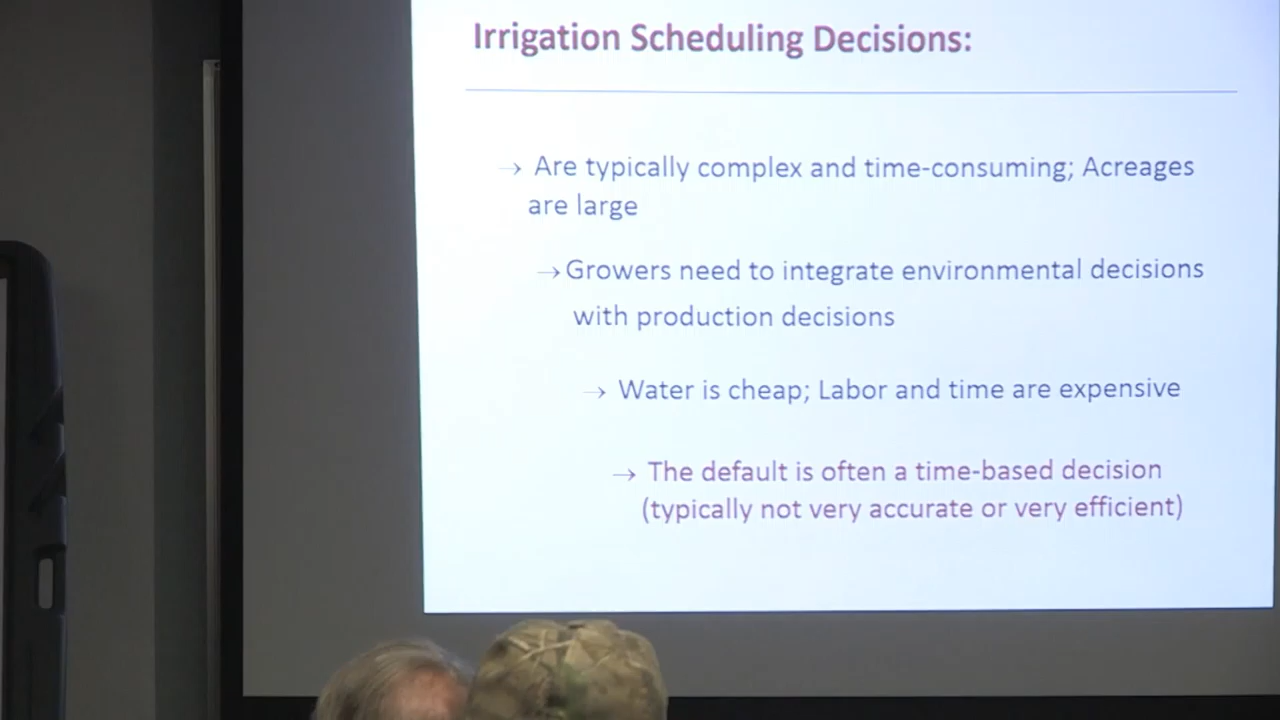 Irrigation Scheduling Decisions:
→ Are typically complex and time-consuming; Acreages
are large
→ Growers need to integrate environmental decisions
with production decisions
→ Water is cheap; Labor and time are expensive
→ The default is often a time-based decision
(typically not very accurate or very efficient)